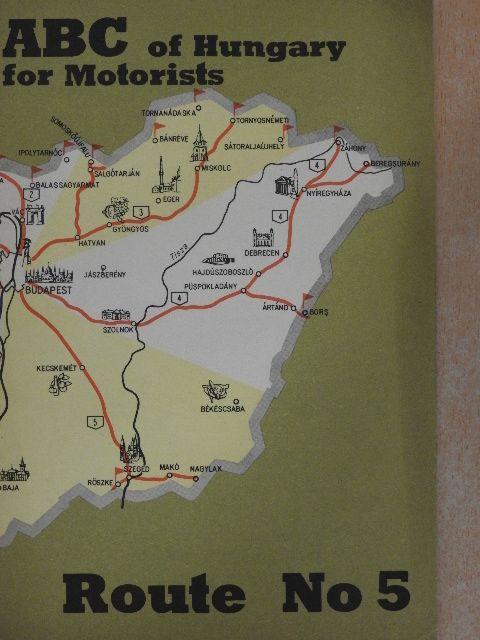 ABC of Hungary
for Motorists
TORNANÁDASKA
TORNYOSNÉMETI
SOMOSKŐÚJFALU
BÁNRÉVE
SÁTORALJAÚJHELY
ZÁHONY
IPOLYTARNÓC
SALGÓTARJÁN
MISKOLC
4
BEREGSURÁNY
BALASSAGYARMAT
2
NYÍREGYHÁZA
EGER
VÁC
3
4
GYÖNGYÖS
HATVAN
Tisza
DEBRECEN
JÁSZBERÉNY
HAJDÚSZOBOSZLÓ
BUDAPEST
PÜSPÖKLADÁNY
4
ÁRTÁND
BORŞ
SZOLNOK
KECSKEMÉT
BÉKÉSCSABA
5
SZEGED
MAKÓ
NAGYLAK
RÖSZKE
BAJA
Route No 5